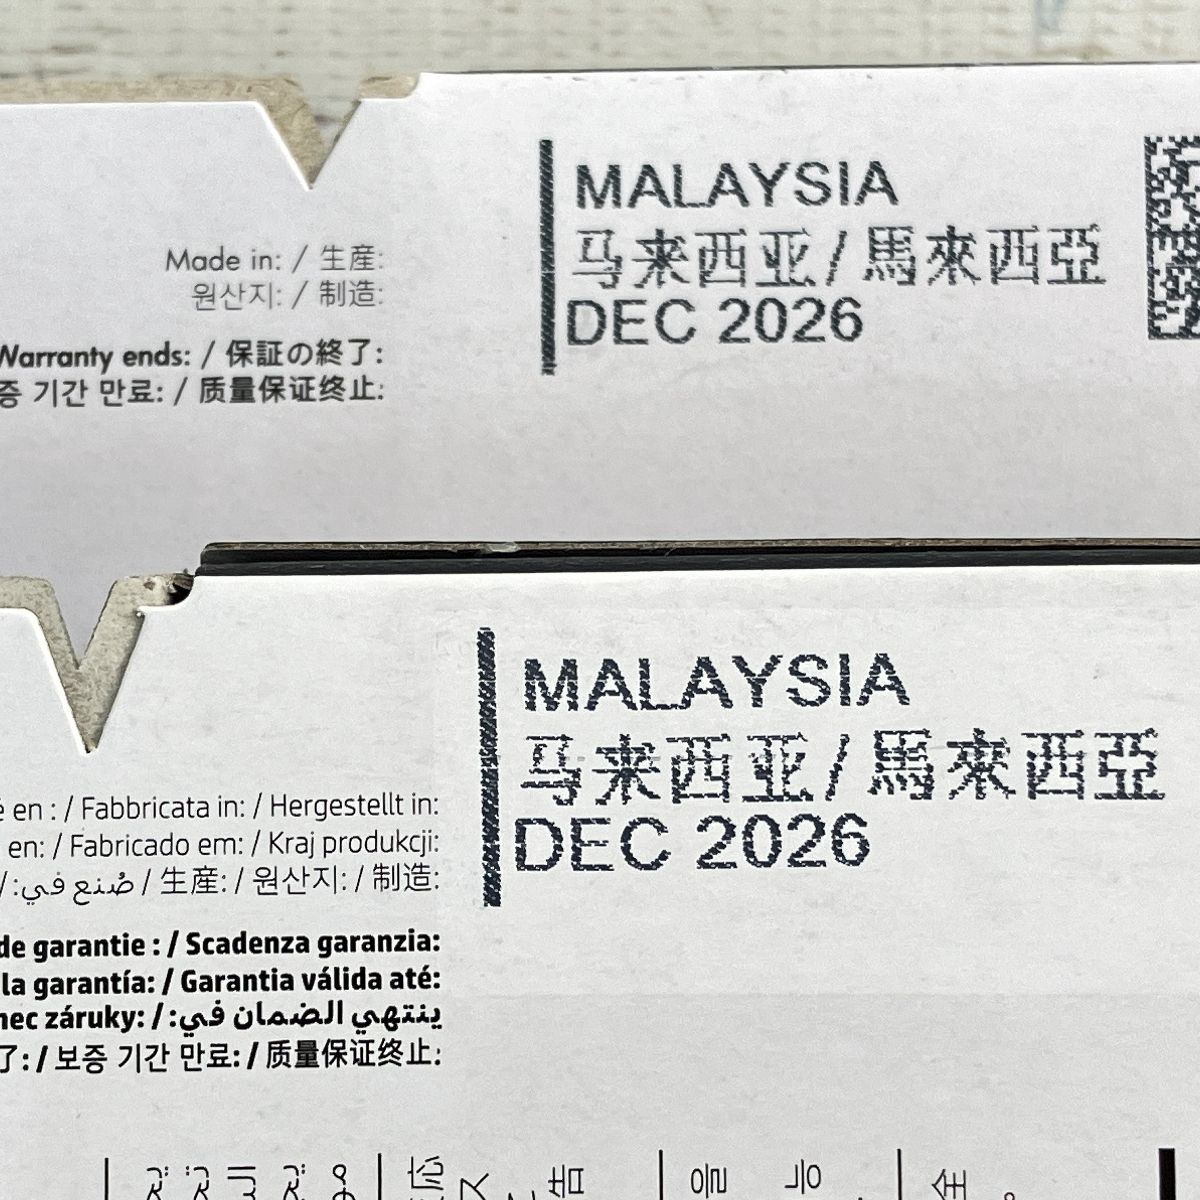 MALAYSIA
马来西亚 / 馬來西亞
DEC 2026
Made in: / 生産:
원산지: / 制造:
Warranty ends: / 保証の終了:
증 기간 만료: / 质量保证终止:
MALAYSIA
马来西亚 / 馬來西亞
DEC 2026
en : / Fabbricata in: / Hergestellt in:
en: / Fabricado em: / Kraj produkcji:
/ صُنع في: / 生産: / 원산지: / 制造:
de garantie : / Scadenza garanzia:
la garantía: / Garantia válida até:
záruky: / ينتهي الضمان في:
了: / 보증 기간 만료: / 质量保证终止: